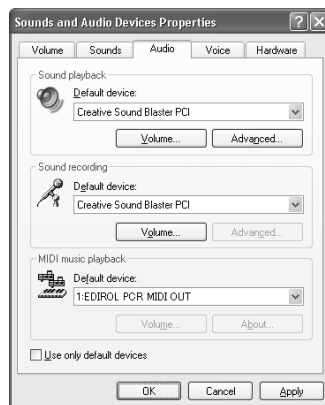 Sounds and Audio Devices Properties
Volume Sounds Audio Voice Hardware
Sound playback
Default device:
Creative Sound Blaster PCI
Volume... Advanced...
Sound recording
Default device:
Creative Sound Blaster PCI
Volume... Advanced...
MIDI music playback
Default device:
1:EDIROL PCR MIDI OUT
Volume... About...
Use only default devices
OK Cancel Apply